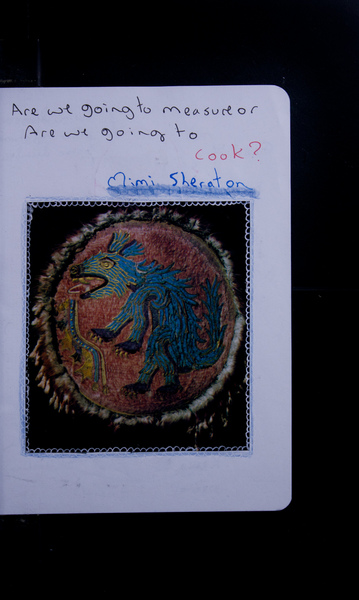 Are we going to measure or
Are we going to
cook?
Mimi Sheraton